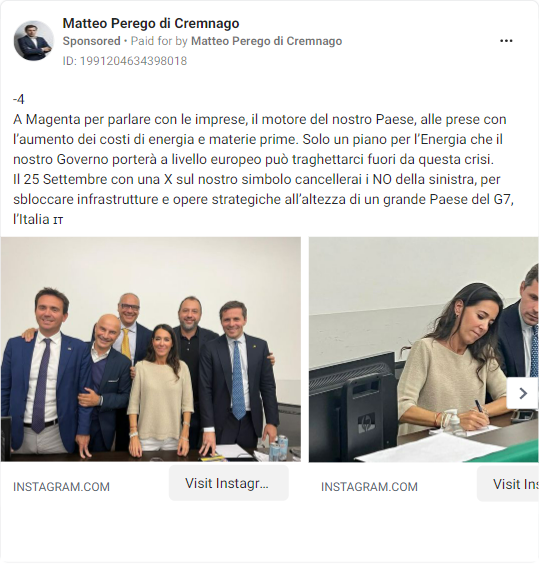 Matteo Perego di Cremnago
Sponsored • Paid for by Matteo Perego di Cremnago
ID: 1991204634398018
-4
A Magenta per parlare con le imprese, il motore del nostro Paese, alle prese con
l’aumento dei costi di energia e materie prime. Solo un piano per l’Energia che il
nostro Governo porterà a livello europeo può traghettarci fuori da questa crisi.
Il 25 Settembre con una X sul nostro simbolo cancellerai i NO della sinistra, per
sbloccare infrastrutture e opere strategiche all’altezza di un grande Paese del G7,
l’Italia 🇮🇹
hp
INSTAGRAM.COM
Visit Instagr...
INSTAGRAM.COM
Visit Ins